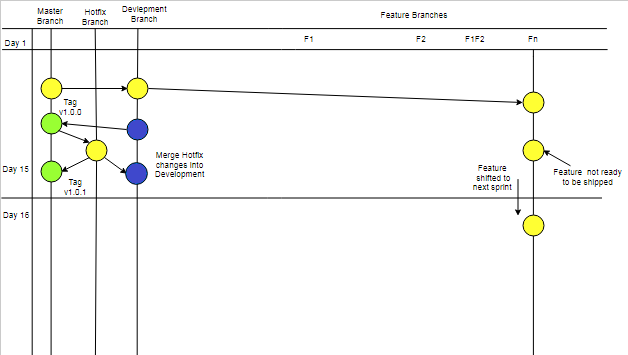 Master
Branch
Hotfix
Branch
Devlepment
Branch
Feature Branches
Day 1
F1
F2
F1F2
Fn
Tag
v1.0.0
Merge Hotfix
changes into
Development
Day 15
Tag
v1.0.1
Feature
shifted to
next sprint
Feature not ready
to be shipped
Day 16